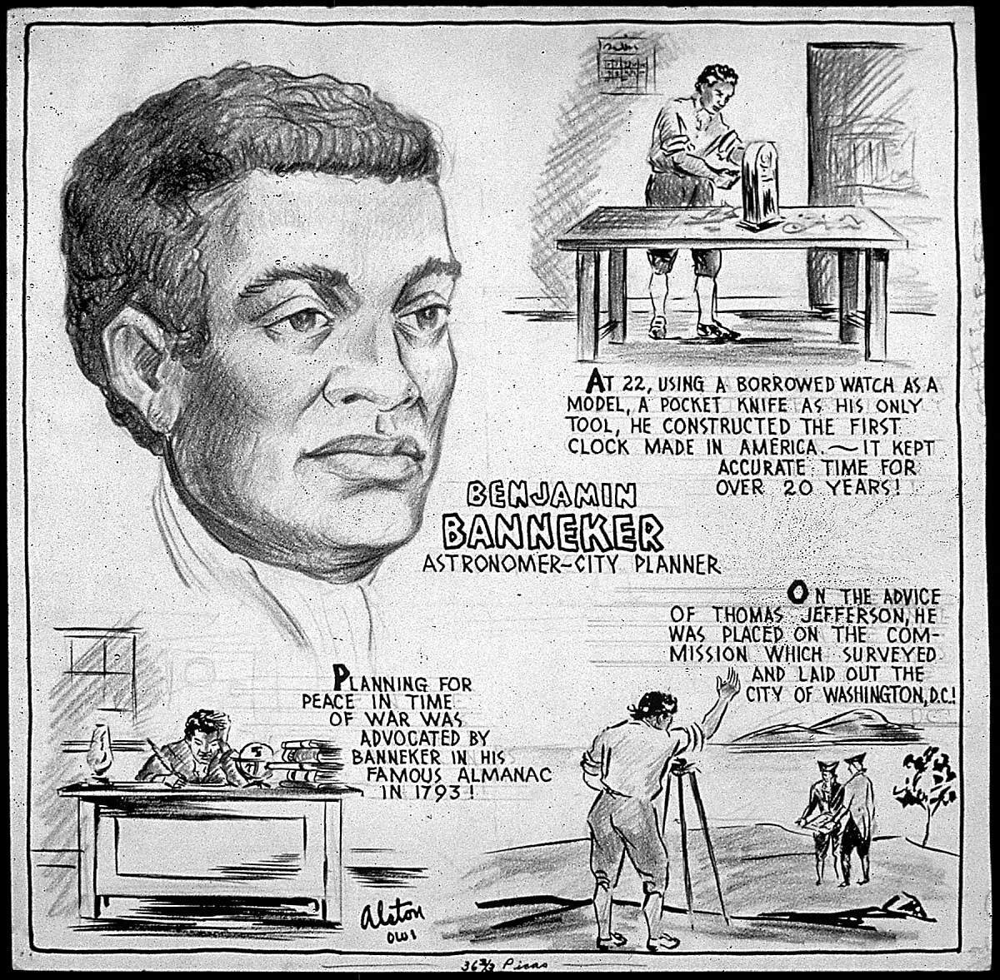 AT 22, USING A BORROWED WATCH AS A
MODEL, A POCKET KNIFE AS HIS ONLY
TOOL, HE CONSTRUCTED THE FIRST
CLOCK MADE IN AMERICA.~IT KEPT
ACCURATE TIME FOR
OVER 20 YEARS!
BENJAMIN
BANNEKER
ASTRONOMER-CITY PLANNER
ON THE ADVICE
OF THOMAS JEFFERSON, HE
WAS PLACED ON THE COM-
MISSION WHICH SURVEYED
AND LAID OUT THE
CITY OF WASHINGTON, D.C.!
PLANNING FOR
PEACE IN TIME
OF WAR WAS
ADVOCATED BY
BANNEKER IN HIS
FAMOUS ALMANAC
IN 1793!
Alston
OWI
36 2/3 Picas